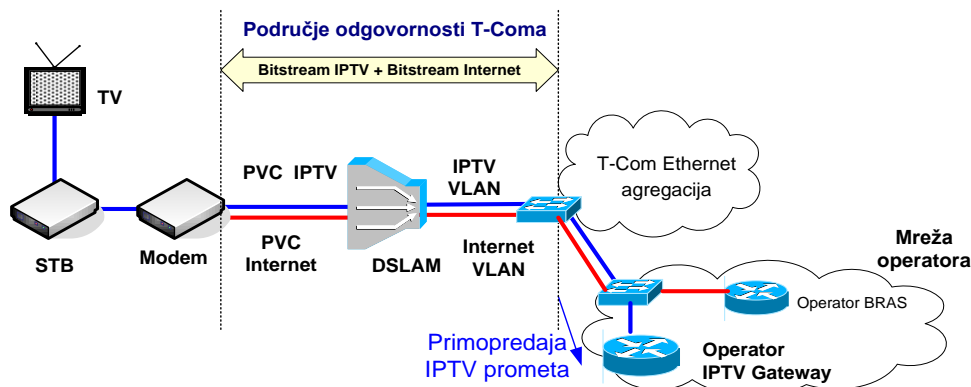 Područje odgovornosti T-Coma
Bitstream IPTV + Bitstream Internet
TV
STB
Modem
PVC IPTV
PVC
Internet
DSLAM
IPTV
VLAN
Internet
VLAN
T-Com Ethernet
agregacija
Mreža
operatora
Operator BRAS
Primopredaja
IPTV prometa
Operator
IPTV Gateway